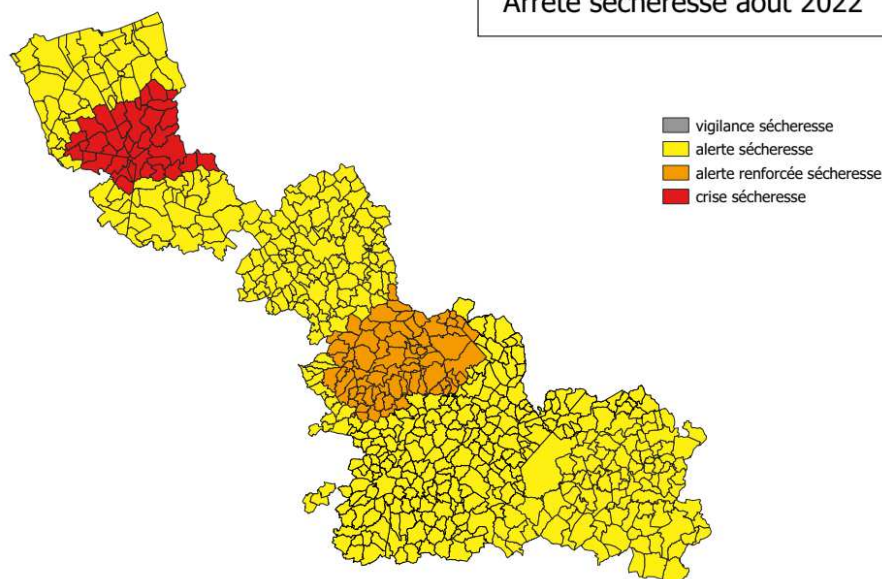 Arrêté sécheresse août 2022
vigilance sécheresse
alerte sécheresse
alerte renforcée sécheresse
crise sécheresse